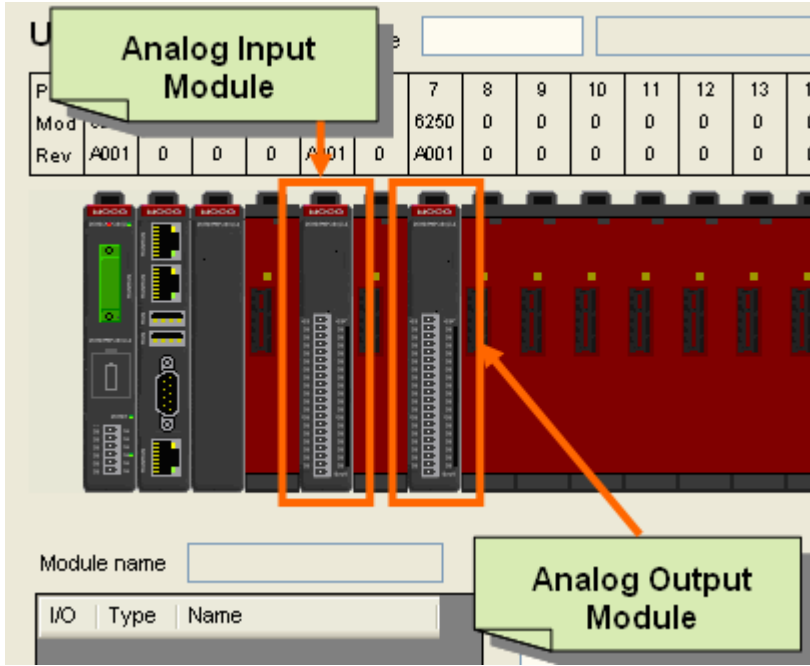 U
Analog Input
Module
e
P 7 8 9 10 11 12 13 1
Mod 6250 0 0 0 0 0 0
Rev A001 0 0 0 A001 0 A001 0 0 0 0 0 0
MOOG MOOG MOOG MOOG MOOG
Module name
Analog Output
Module
I/O Type Name